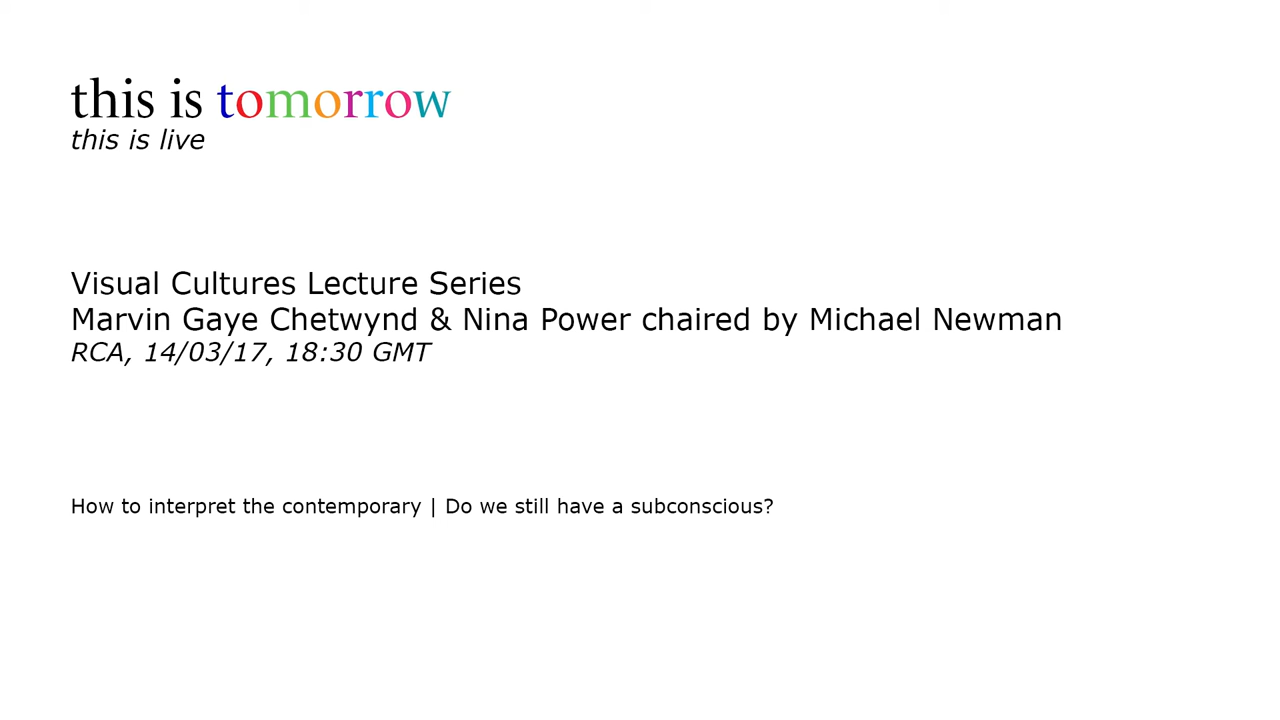 this is tomorrow
this is live
Visual Cultures Lecture Series
Marvin Gaye Chetwynd & Nina Power chaired by Michael Newman
RCA, 14/03/17, 18:30 GMT
How to interpret the contemporary | Do we still have a subconscious?